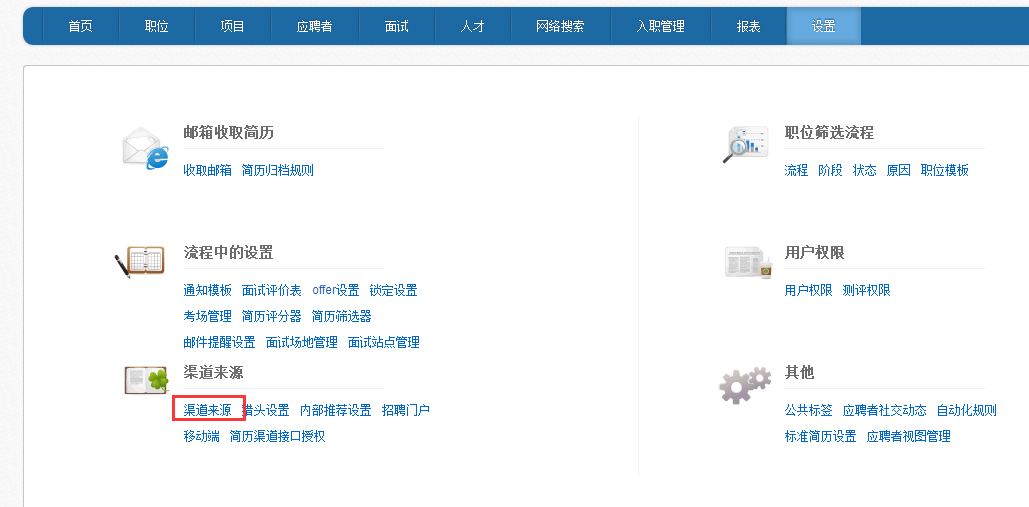 首页 职位 项目 应聘者 面试 人才 网络搜索 入职管理 报表 设置
邮箱收取简历
收取邮箱 简历归档规则
职位筛选流程
流程 阶段 状态 原因 职位模板
流程中的设置
通知模板 面试评价表 offer设置 锁定设置
考场管理 简历评分器 简历筛选器
邮件提醒设置 面试场地管理 面试站点管理
用户权限
用户权限 测评权限
渠道来源
渠道来源 猎头设置 内部推荐设置 招聘门户
移动端 简历渠道接口授权
其他
公共标签 应聘者社交动态 自动化规则
标准简历设置 应聘者视图管理